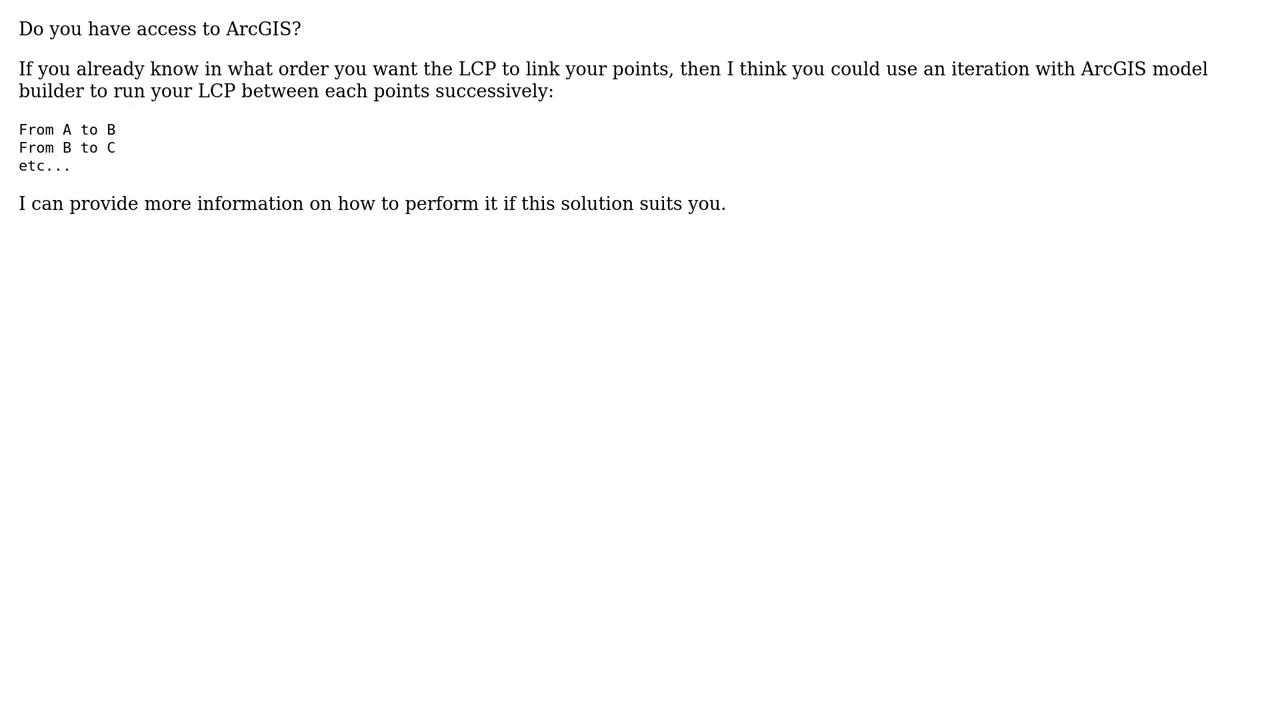 Do you have access to ArcGIS?
If you already know in what order you want the LCP to link your points, then I think you could use an iteration with ArcGIS model
builder to run your LCP between each points successively:
From A to B
From B to C
etc...
I can provide more information on how to perform it if this solution suits you.